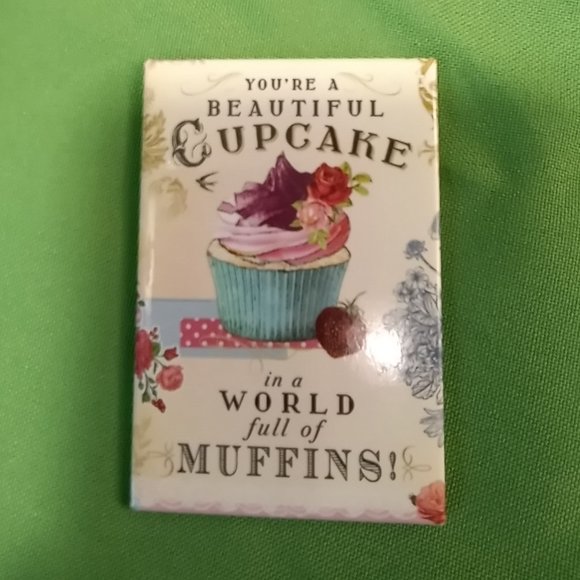 YOU'RE A
BEAUTIFUL
CUPCAKE
in a
WORLD
full of
MUFFINS!